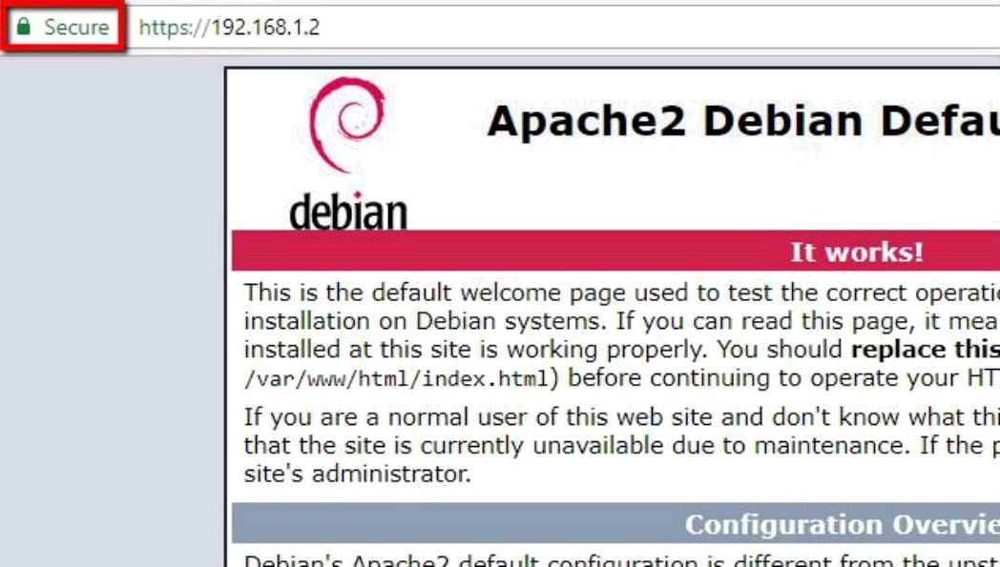 Secure https://192.168.1.2
Apache2 Debian Defau
debian
It works!
This is the default welcome page used to test the correct operatio
installation on Debian systems. If you can read this page, it mea
installed at this site is working properly. You should replace this
/var/www/html/index.html) before continuing to operate your HT
If you are a normal user of this web site and don't know what thi
that the site is currently unavailable due to maintenance. If the p
site's administrator.
Configuration Overvie
Debian's Apache2 default configuration is different from the upst